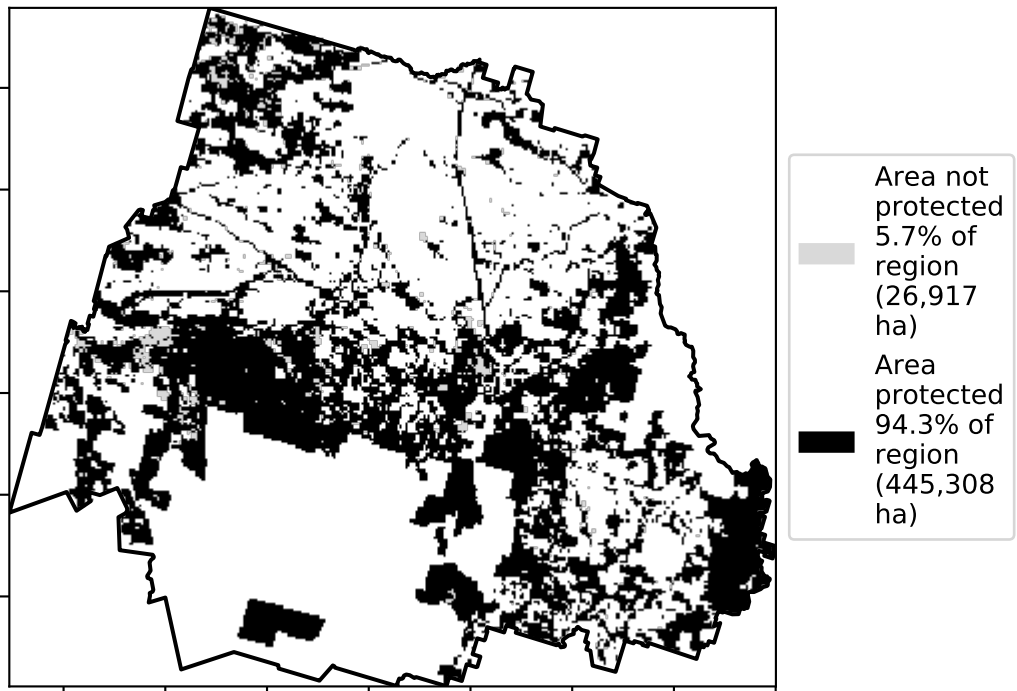 Area not
protected
5.7% of
region
(26,917
ha)
Area
protected
94.3% of
region
(445,308
ha)